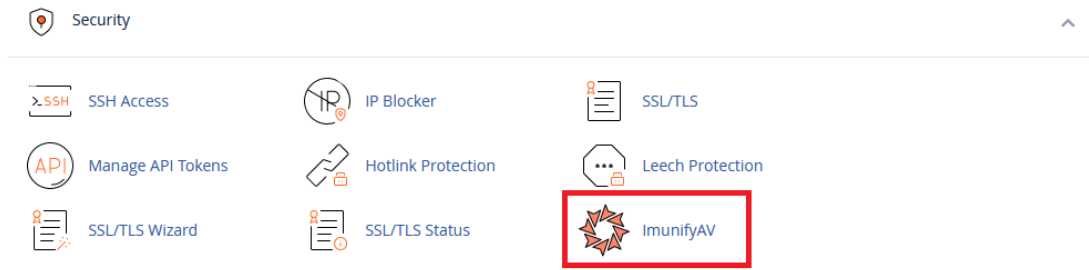 Security
SSH Access
IP Blocker
SSL/TLS
Manage API Tokens
Hotlink Protection
Leech Protection
SSL/TLS Wizard
SSL/TLS Status
ImunifyAV
>_SSH
IP
API